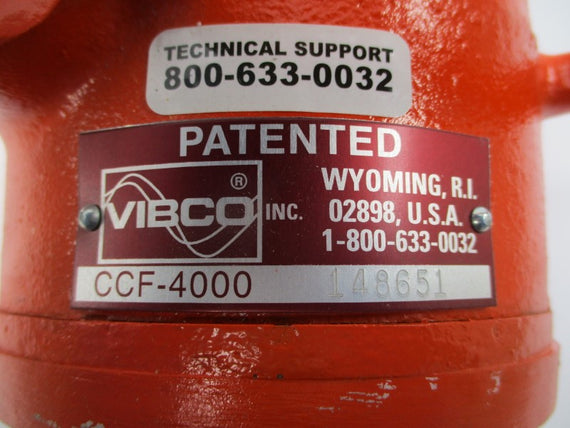 TECHNICAL SUPPORT
800-633-0032
PATENTED
VIBCO ® INC.
WYOMING, R.I.
02898, U.S.A.
1-800-633-0032
CCF-4000
148651